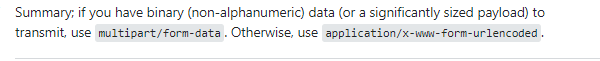 Summary; if you have binary (non-alphanumeric) data (or a significantly sized payload) to
transmit, use multipart/form-data. Otherwise, use application/x-www-form-urlencoded.